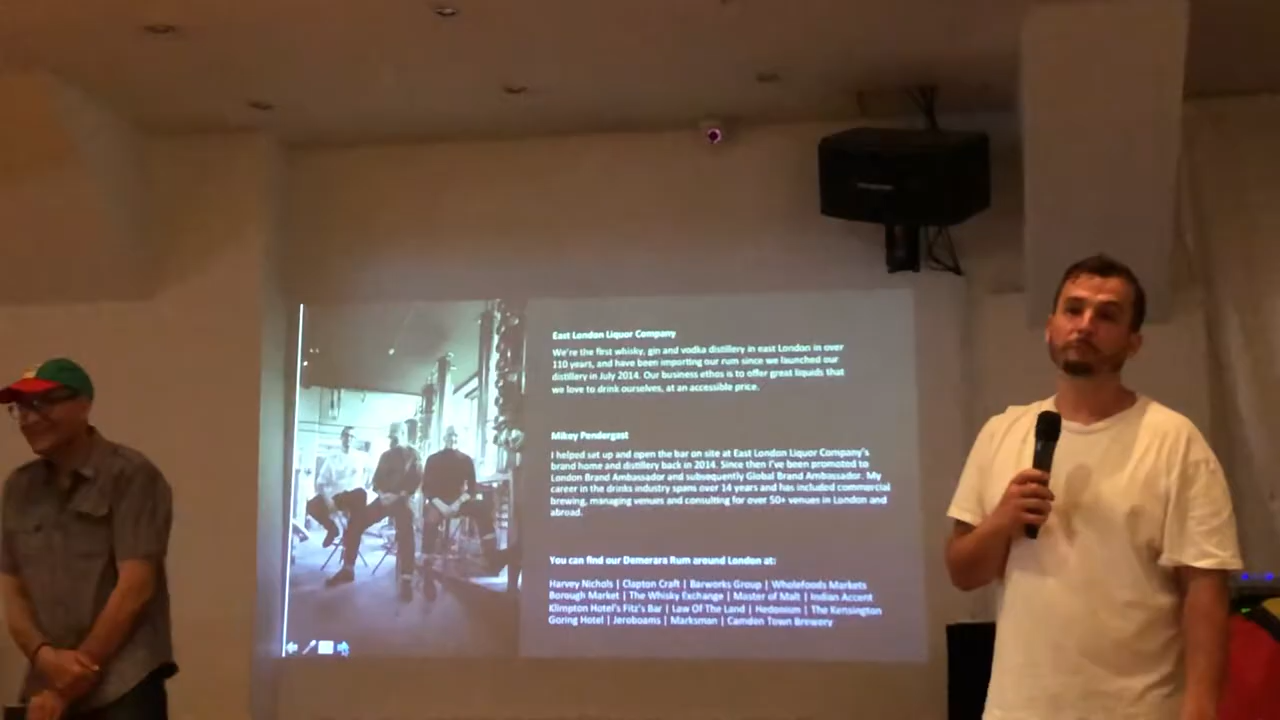 East London Liquor Company
We're the first whisky, gin and vodka distillery in east London in over
110 years, and have been importing our rum since we launched our
distillery in July 2014. Our business ethos is to offer great liquids that
we love to drink ourselves, at an accessible price.
Mikey Pendergast
I helped set up and open the bar on site at East London Liquor Company's
brand home and distillery back in 2014. Since then I've been promoted to
London Brand Ambassador and subsequently Global Brand Ambassador. My
career in the drinks industry spans over 14 years and has included commercial
brewing, managing venues and consulting for over 50+ venues in London and
abroad.
You can find our Demerara Rum around London at:
Harvey Nichols | Clapton Craft | Barworks Group | Wholefoods Markets
Borough Market | The Whisky Exchange | Master of Malt | Indian Accent
Klimpton Hotel's Fitz's Bar | Law Of The Land | Hedonism | The Kensington
Goring Hotel | Jeroboams | Marksman | Camden Town Brewery